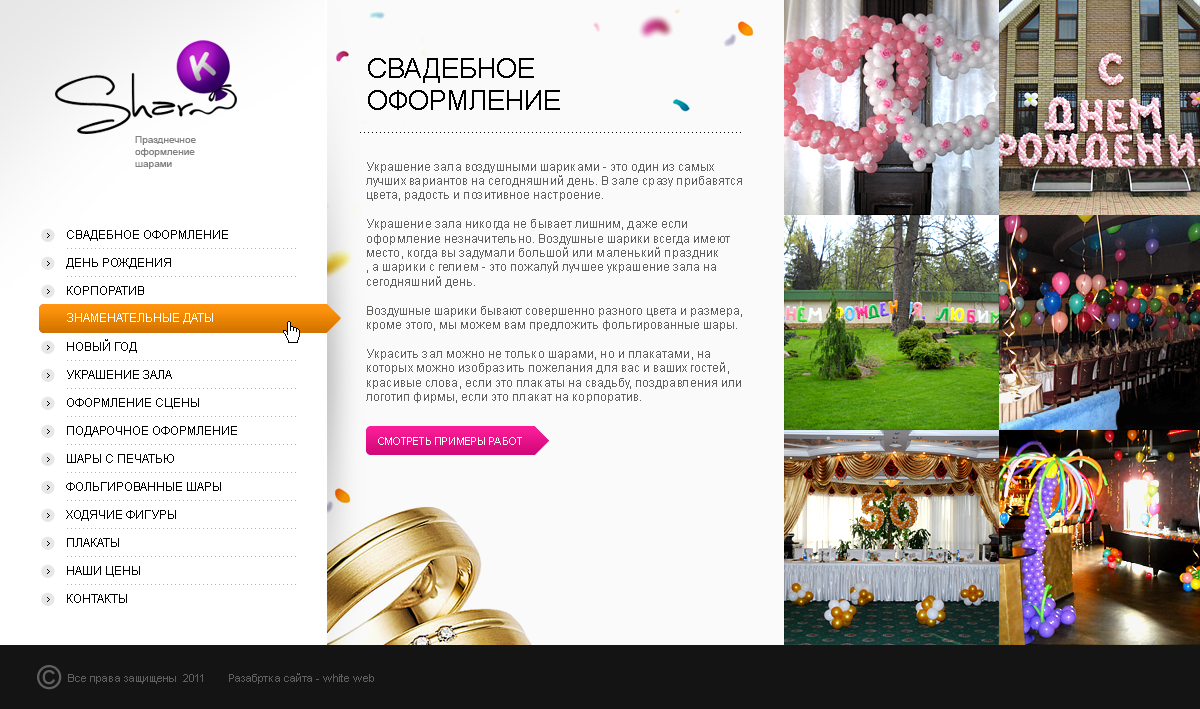 Sharm
K
Празднечное
оформление
шарами
СВАДЕБНОЕ ОФОРМЛЕНИЕ
ДЕНЬ РОЖДЕНИЯ
КОРПОРАТИВ
ЗНАМЕНАТЕЛЬНЫЕ ДАТЫ
НОВЫЙ ГОД
УКРАШЕНИЕ ЗАЛА
ОФОРМЛЕНИЕ СЦЕНЫ
ПОДАРОЧНОЕ ОФОРМЛЕНИЕ
ШАРЫ С ПЕЧАТЬЮ
ФОЛЬГИРОВАННЫЕ ШАРЫ
ХОДЯЧИЕ ФИГУРЫ
ПЛАКАТЫ
НАШИ ЦЕНЫ
КОНТАКТЫ
СВАДЕБНОЕ
ОФОРМЛЕНИЕ
Украшение зала воздушными шариками - это один из самых
лучших вариантов на сегодняшний день. В зале сразу прибавятся
цвета, радость и позитивное настроение.
Украшение зала никогда не бывает лишним, даже если
оформление незначительно. Воздушные шарики всегда имеют
место, когда вы задумали большой или маленький праздник
, а шарики с гелием - это пожалуй лучшее украшение зала на
сегодняшний день.
Воздушные шарики бывают совершенно разного цвета и размера,
кроме этого, мы можем вам предложить фольгированные шары.
Украсить зал можно не только шарами, но и плакатами, на
которых можно изобразить пожелания для вас и ваших гостей,
красивые слова, если это плакаты на свадьбу, поздравления или
логотип фирмы, если это плакат на корпоратив.
СМОТРЕТЬ ПРИМЕРЫ РАБОТ
С
ДНЕМ
РОЖДЕНИ
НЕМ РОЖДЕНИЯ ЛЮБИМ
50
© Все права защищены 2011 Разабртка сайта - white web